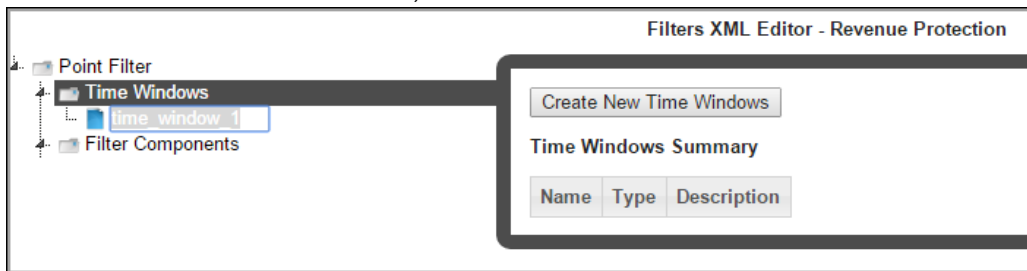 Filters XML Editor - Revenue Protection
Point Filter
Time Windows
time_window_1
Filter Components
Create New Time Windows
Time Windows Summary
Name Type Description